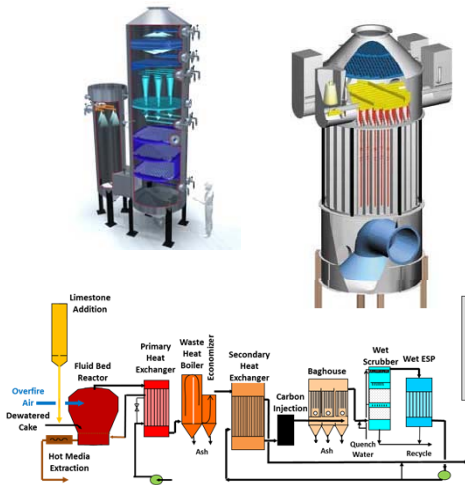 Limestone
Addition
Overfire
Air
Dewatered
Cake
Fluid Bed
Reactor
Hot Media
Extraction
Primary
Heat
Exchanger
Waste
Heat
Boiler
Economizer
Ash
Secondary
Heat
Exchanger
Carbon
Injection
Baghouse
Ash
Wet
Scrubber
Quench
Water
Wet ESP
Recycle